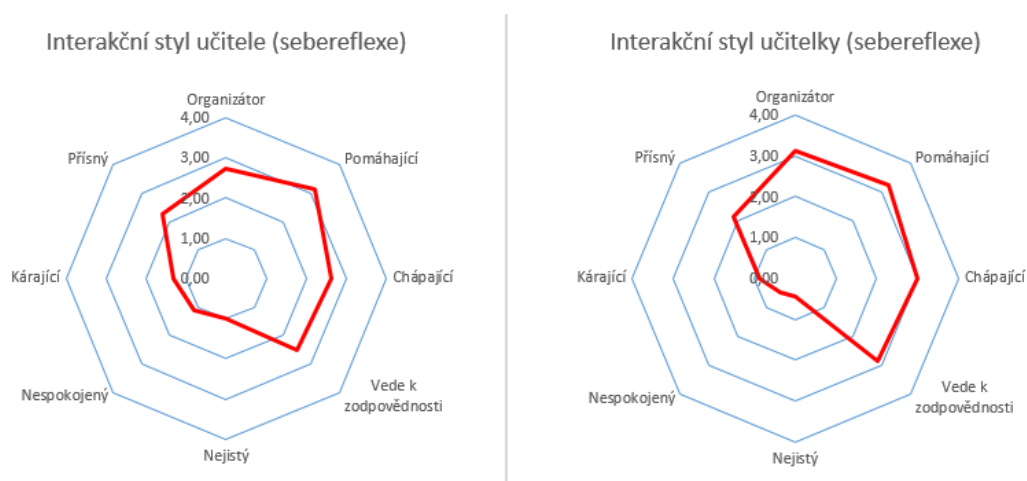 Interakční styl učitele (sebereflexe)
Organizátor
4,00
Přísný
Pomáhající
3,00
2,00
1,00
Kárající
0,00
Chápající
Nespokojený
Vede k
zodpovědnosti
Nejistý
Interakční styl učitelky (sebereflexe)
Organizátor
4,00
Přísný
Pomáhající
3,00
2,00
1,00
Kárající
0,00
Chápající
Nespokojený
Vede k
zodpovědnosti
Nejistý